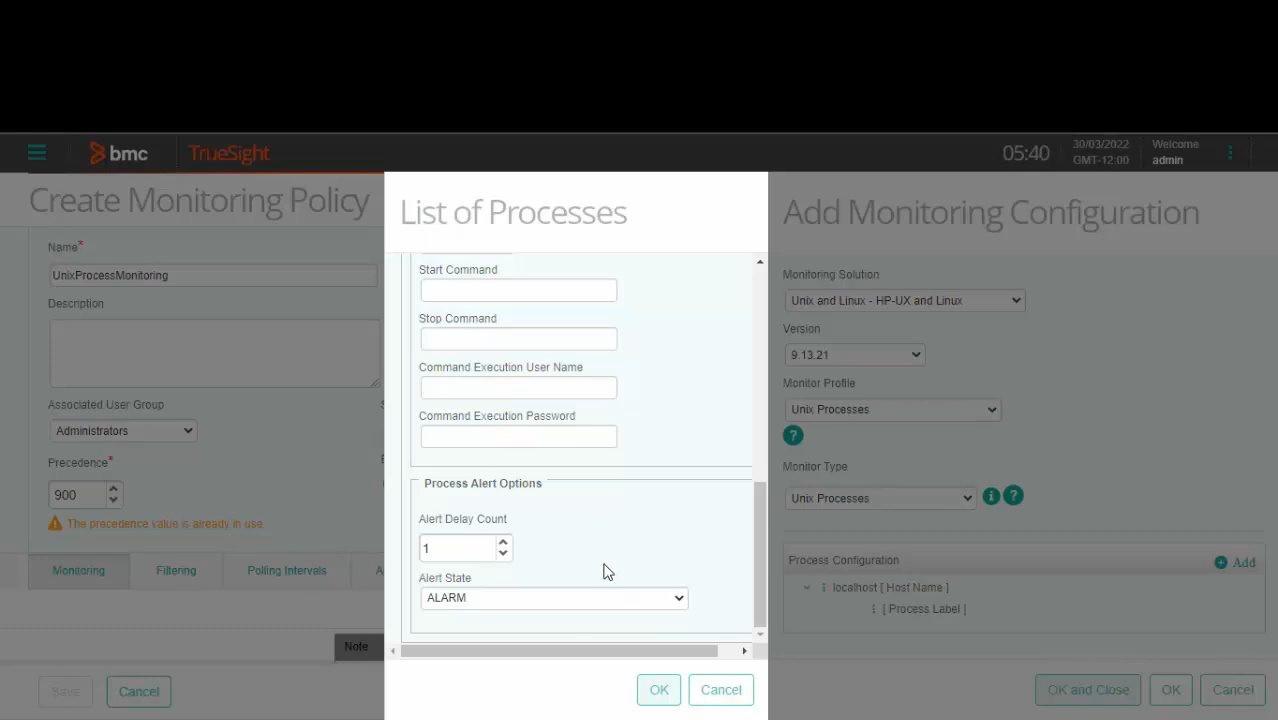 bmc
TrueSight
05:40
30/03/2022
GMT-12:00
Welcome
admin
Create Monitoring Policy
Name*
UnixProcessMonitoring
Description
Associated User Group
Administrators
Precedence*
900
The precedence value is already in use.
Monitoring
Filtering
Polling Intervals
Note
Save
Cancel
List of Processes
Start Command
Stop Command
Command Execution User Name
Command Execution Password
Process Alert Options
Alert Delay Count
1
Alert State
ALARM
OK
Cancel
Add Monitoring Configuration
Monitoring Solution
Unix and Linux - HP-UX and Linux
Version
9.13.21
Monitor Profile
Unix Processes
?
Monitor Type
Unix Processes
i ?
Process Configuration
Add
localhost [ Host Name ]
[ Process Label ]
OK and Close
OK
Cancel